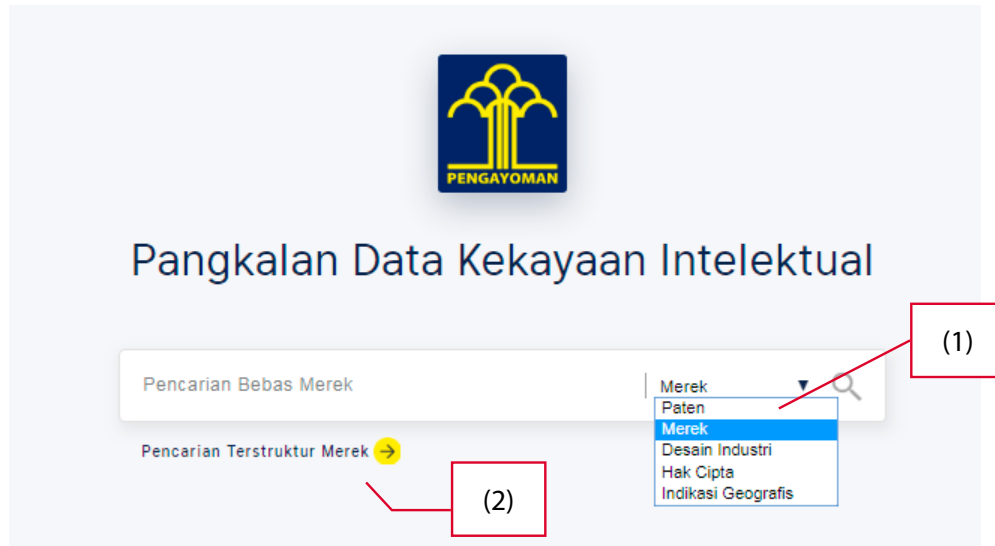 PENGAYOMAN
Pangkalan Data Kekayaan Intelektual
(1)
Pencarian Bebas Merek
Merek
Paten
Merek
Desain Industri
Hak Cipta
Indikasi Geografis
Pencarian Terstruktur Merek
(2)